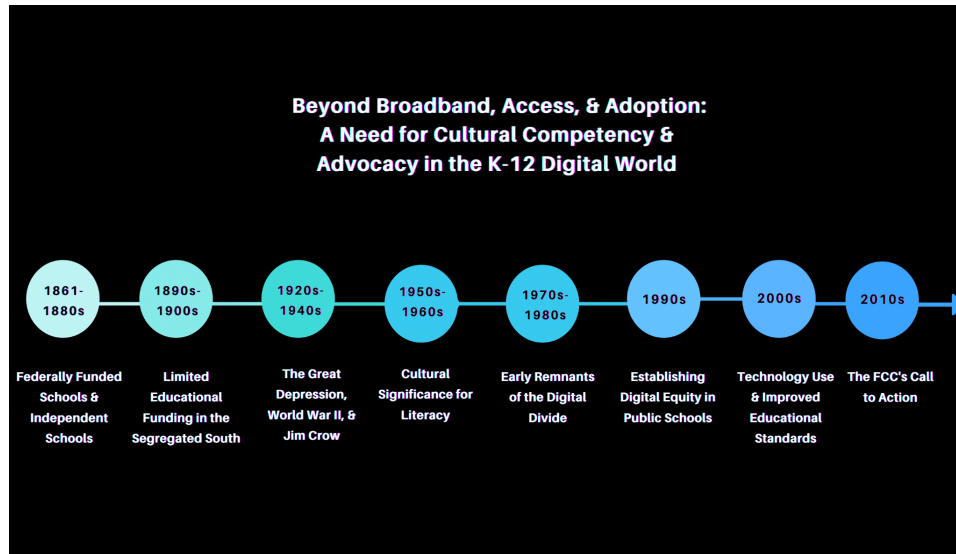 Beyond Broadband, Access, & Adoption:
A Need for Cultural Competency &
Advocacy in the K-12 Digital World
1861-
1880s
1890s-
1900s
1920s-
1940s
1950s-
1960s
1970s-
1980s
1990s
2000s
2010s
Federally Funded
Schools &
Independent
Schools
Limited
Educational
Funding in the
Segregated South
The Great
Depression,
World War II, &
Jim Crow
Cultural
Significance for
Literacy
Early Remnants
of the Digital
Divide
Establishing
Digital Equity in
Public Schools
Technology Use
& Improved
Educational
Standards
The FCC's Call
to Action